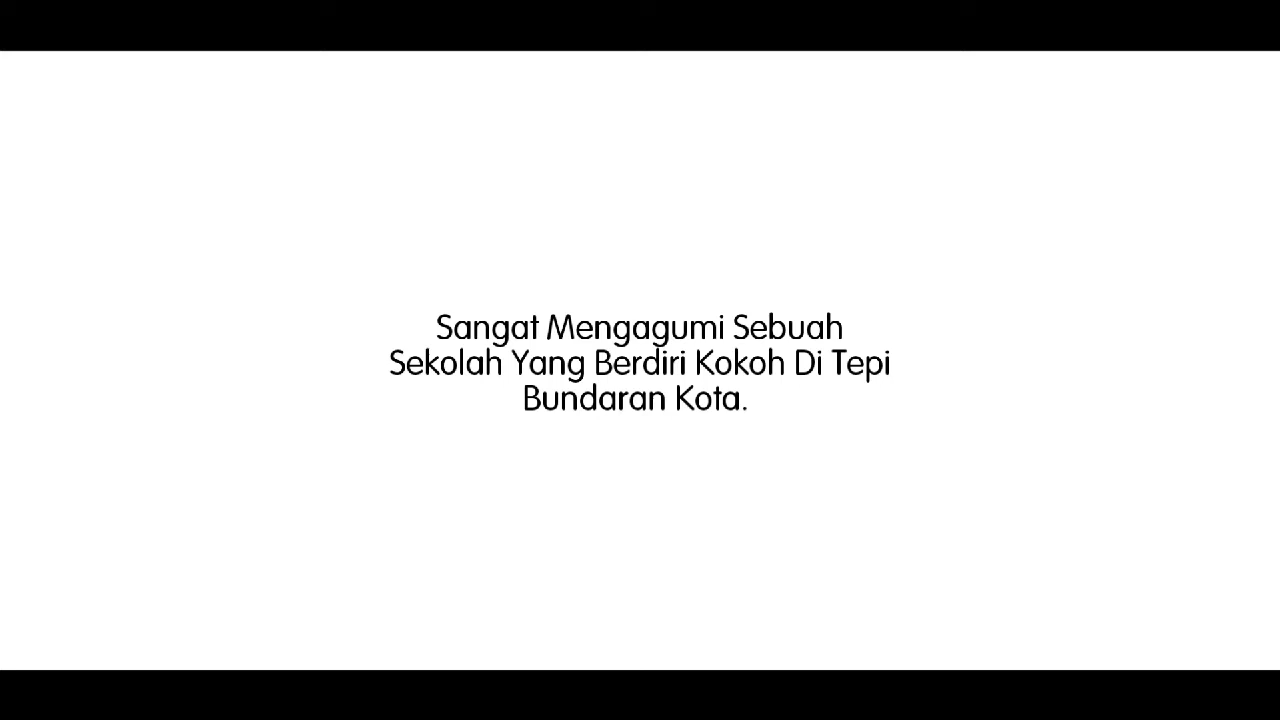 Sangat Mengagumi Sebuah
Sekolah Yang Berdiri Kokoh Di Tepi
Bundaran Kota.